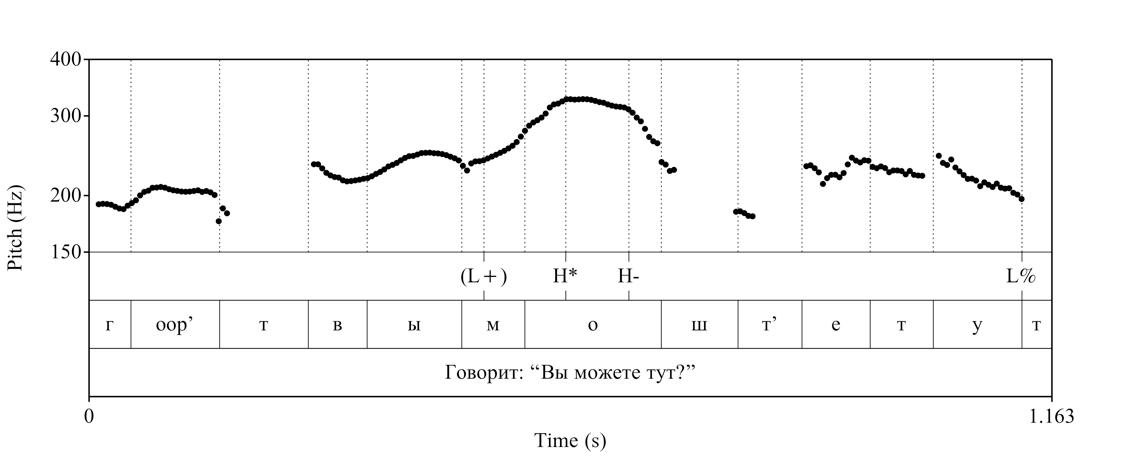 400
300
200
150
Pitch (Hz)
(L+) H* H- L%
г оор’ т в ы м о ш т’ е т у т
Говорит: “Вы можете тут?”
0 1.163
Time (s)